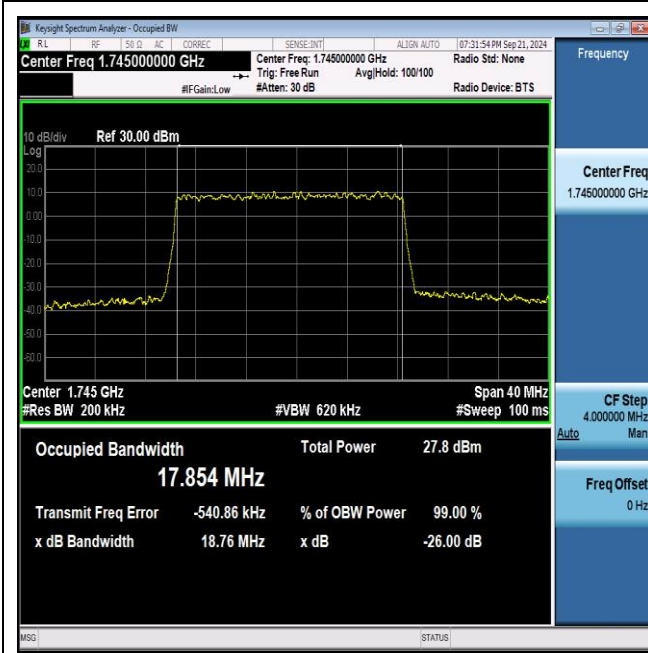 Keysight Spectrum Analyzer - Occupied BW
RL RF 50 Ω AC CORREC SENSE:INT ALIGN AUTO 07:31:54 PM Sep 21, 2024
Center Freq 1.745000000 GHz
Center Freq: 1.745000000 GHz
Radio Std: None
Trig: Free Run Avg|Hold: 100/100
#IFGain:Low
#Atten: 30 dB
Radio Device: BTS
10 dB/div Ref 30.00 dBm
Log
20.0
10.0
0.00
-10.0
-20.0
-30.0
-40.0
-50.0
-60.0
Center 1.745 GHz Span 40 MHz
#Res BW 200 kHz #VBW 620 kHz #Sweep 100 ms
Occupied Bandwidth Total Power 27.8 dBm
17.854 MHz
Transmit Freq Error -540.86 kHz % of OBW Power 99.00 %
x dB Bandwidth 18.76 MHz x dB -26.00 dB
MSG STATUS
Frequency
Center Freq
1.745000000 GHz
CF Step
4.000000 MHz
Auto Man
Freq Offset
0 Hz